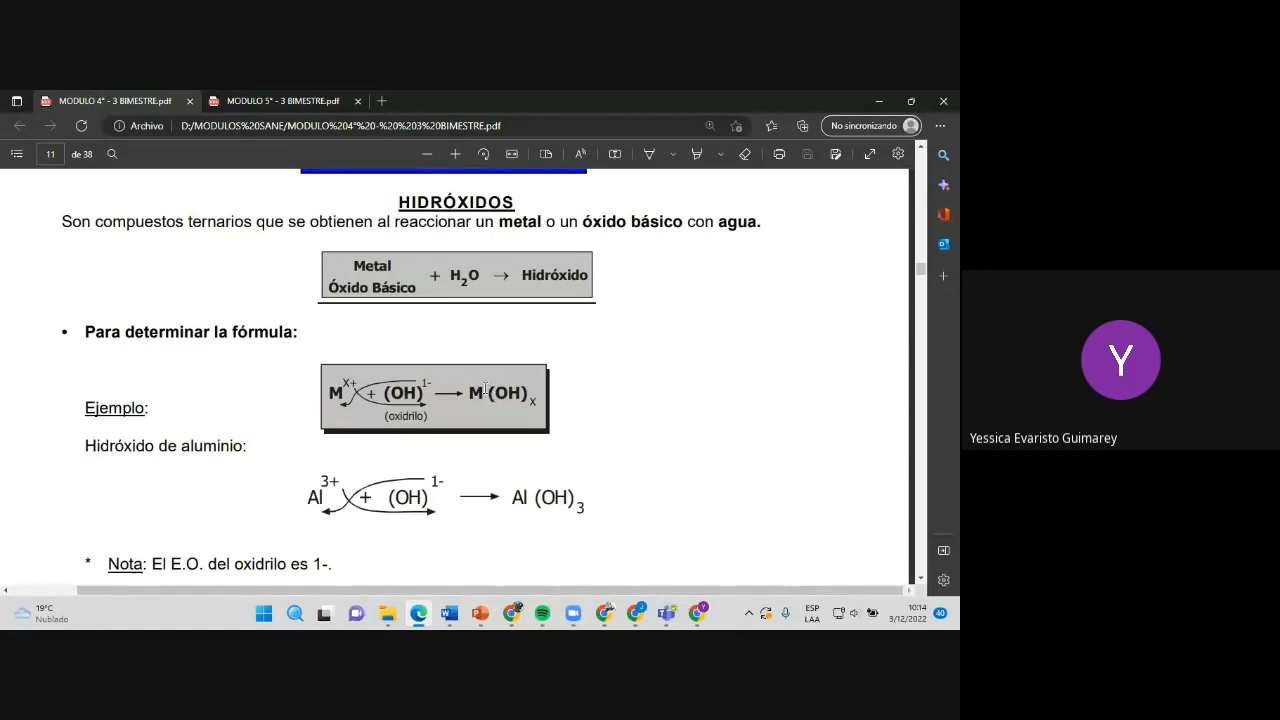 MODULO 4° - 3 BIMESTRE.pdf
MODULO 5° - 3 BIMESTRE.pdf
Archivo
D:/MODULOS%20SANE/MODULO%204°%20-%20%203%20BIMESTRE.pdf
No sincronizando
11
de 38
HIDRÓXIDOS
Son compuestos ternarios que se obtienen al reaccionar un metal o un óxido básico con agua.
Metal
Óxido Básico
+ H2O → Hidróxido
• Para determinar la fórmula:
M X+ + (OH) 1- → M (OH) X
(oxidrilo)
Ejemplo:
Hidróxido de aluminio:
Al 3+ + (OH) 1- → Al (OH) 3
* Nota: El E.O. del oxidrilo es 1-.
Y
Yessica Evaristo Guimarey
19°C
Nublado
ESP
LAA
10:14
3/12/2022
40